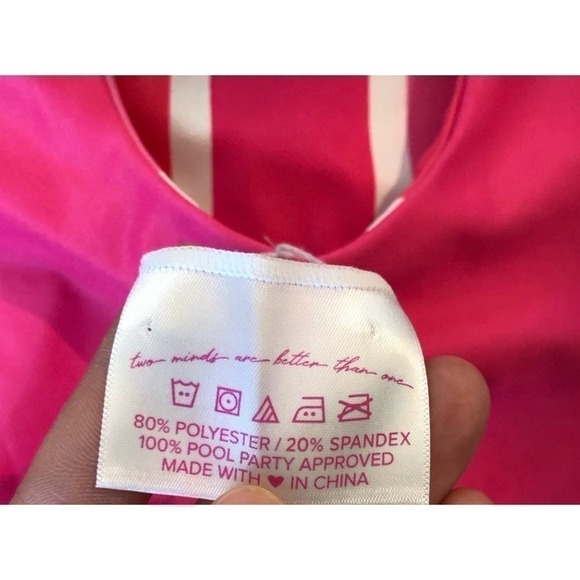 two minds are better than one
80% POLYESTER / 20% SPANDEX
100% POOL PARTY APPROVED
MADE WITH ♥ IN CHINA